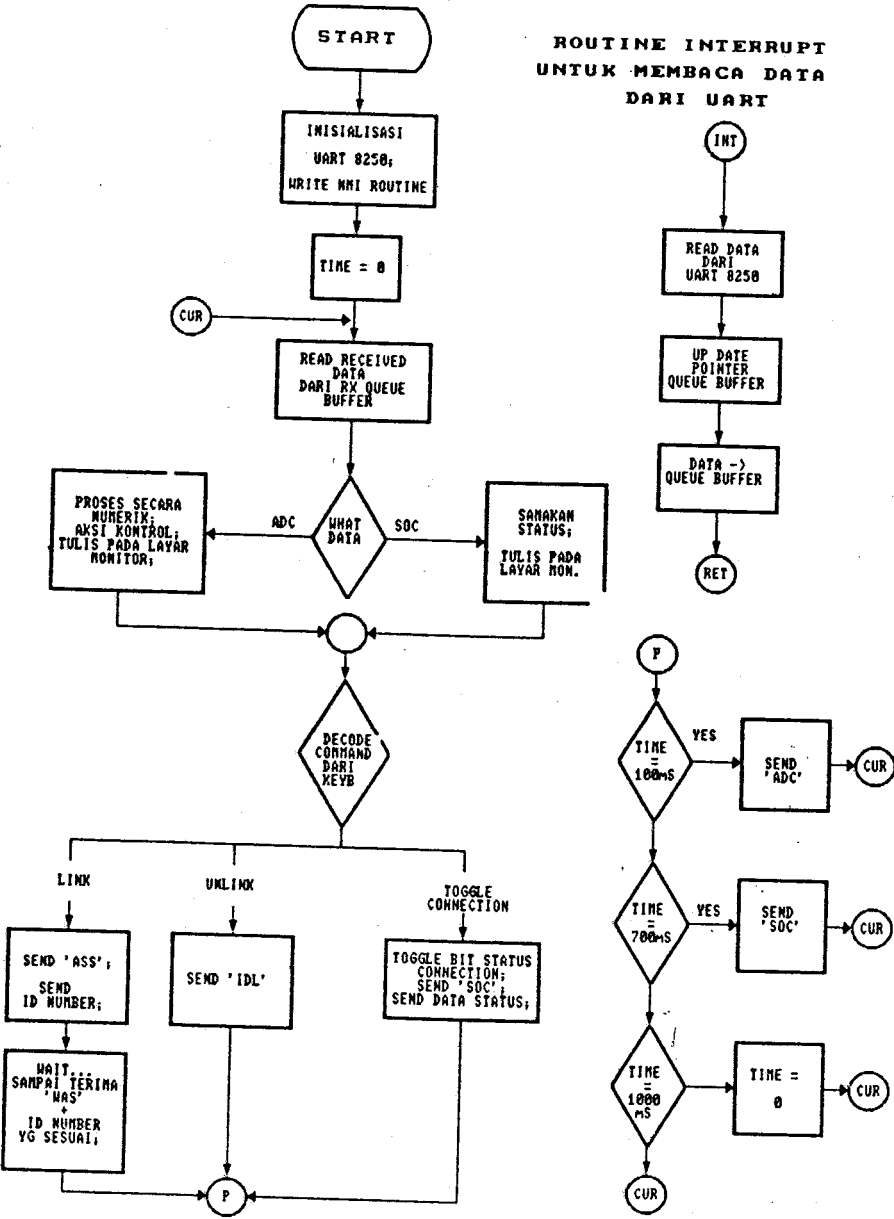 START
INISIALISASI
UART 8250;
WRITE NMI ROUTINE
TIME = 0
CUR
READ RECEIVED
DATA
DARI RX QUEUE
BUFFER
WHAT
DATA
ADC
SOC
PROSES SECARA
NUMERIK;
AKSI KONTROL;
TULIS PADA LAYAR
MONITOR;
SAMAKAN
STATUS;
TULIS PADA
LAYAR MON.
DECODE
COMMAND
DARI
KEYB
LINK
UNLINK
TOGGLE
CONNECTION
SEND 'ASS';
SEND
ID NUMBER;
SEND 'IDL'
TOGGLE BIT STATUS
CONNECTION;
SEND 'SOC';
SEND DATA STATUS;
WAIT...
SAMPAI TERIMA
'WAS'
+
ID NUMBER
YG SESUAI;
P
ROUTINE INTERRUPT
UNTUK MEMBACA DATA
DARI UART
INT
READ DATA
DARI
UART 8250
UP DATE
POINTER
QUEUE BUFFER
DATA ->
QUEUE BUFFER
RET
P
TIME
=
100mS
YES
SEND
'ADC'
CUR
TIME
=
700mS
YES
SEND
'SOC'
CUR
TIME
=
1000
mS
TIME =
0
CUR
CUR